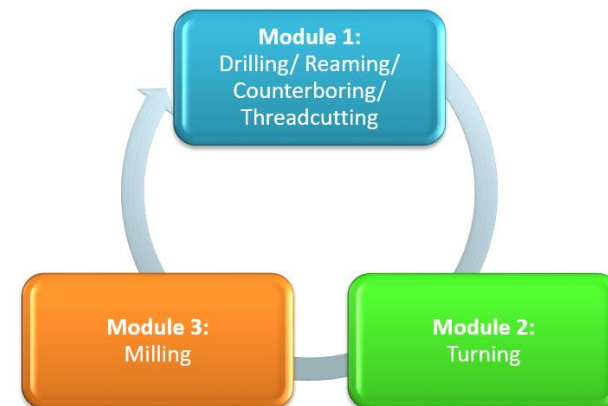 Module 1:
Drilling/ Reaming/
Counterboring/
Threadcutting
Module 3:
Milling
Module 2:
Turning